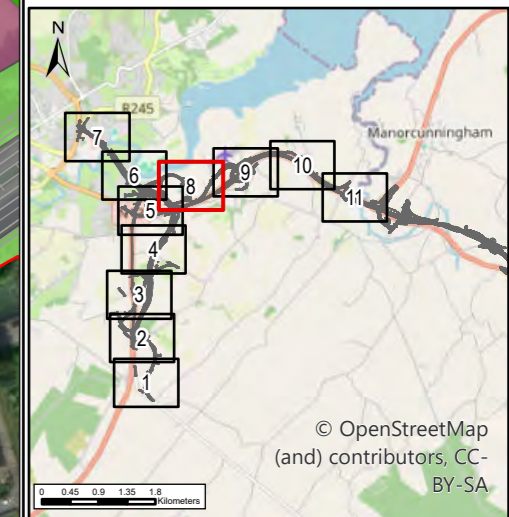 N
R245
7
Manorcunningham
6
8
9
10
5
11
4
3
2
1
© OpenStreetMap
(and) contributors, CC-
BY-SA
0 0.45 0.9 1.35 1.8
Kilometers